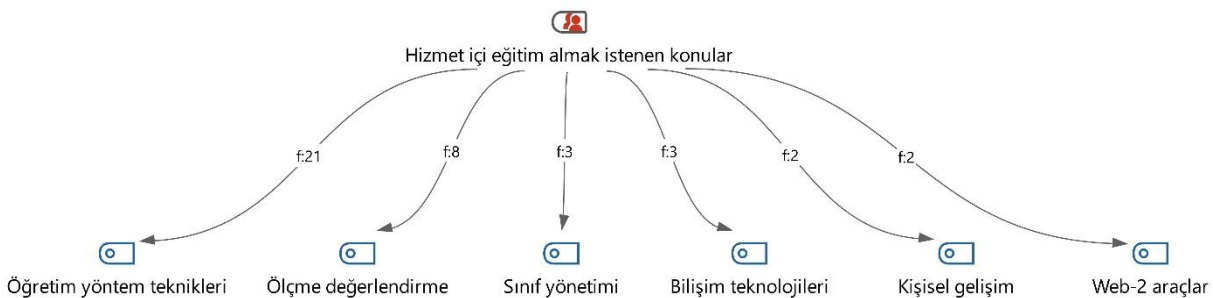 Hizmet içi eğitim almak istenen konular
f:21
f:8
f:3
f:3
f:2
f:2
Öğretim yöntem teknikleri
Ölçme değerlendirme
Sınıf yönetimi
Bilişim teknolojileri
Kişisel gelişim
Web-2 araçlar